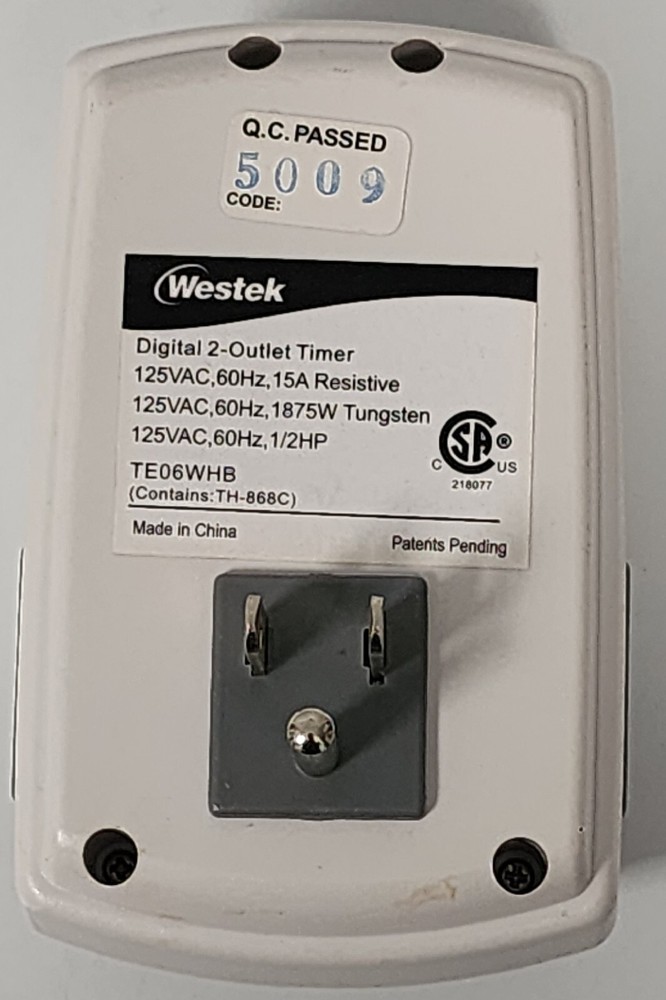 Q.C. PASSED
5009
CODE:
Westek
Digital 2-Outlet Timer
125VAC,60Hz,15A Resistive
125VAC,60Hz,1875W Tungsten
125VAC,60Hz,1/2HP
C SA ® US
218077
TE06WHB
(Contains:TH-868C)
Made in China
Patents Pending